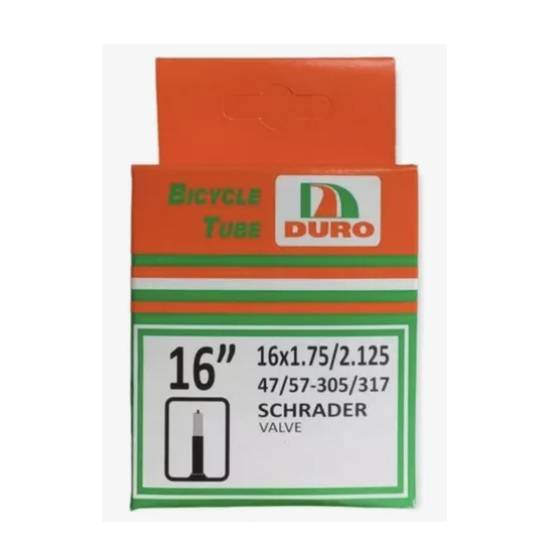 BICYCLE
TUBE
DURO
16”
16x1.75/2.125
47/57-305/317
SCHRADER
VALVE